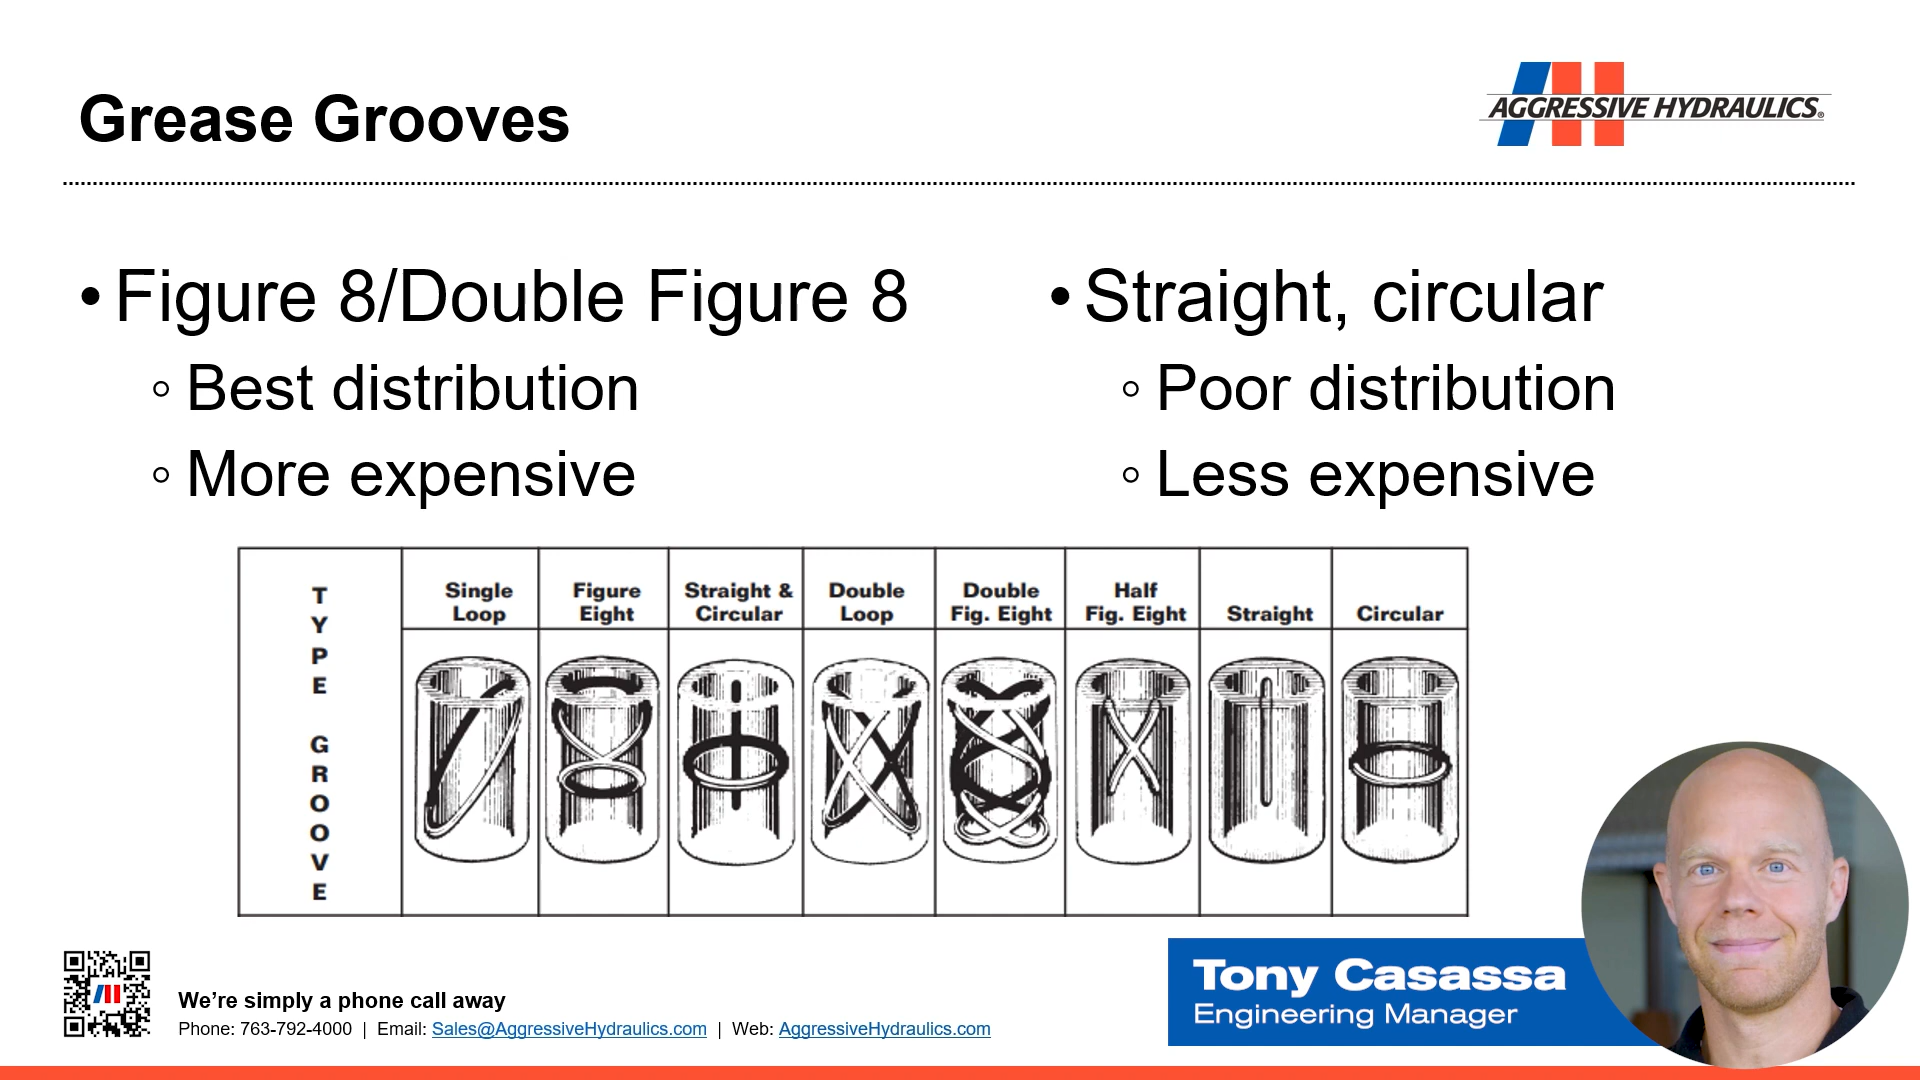 Grease Grooves
AGGRESSIVE HYDRAULICS®
• Figure 8/Double Figure 8
◦ Best distribution
◦ More expensive
• Straight, circular
◦ Poor distribution
◦ Less expensive
TYPE GROOVE
Single Loop
Figure Eight
Straight & Circular
Double Loop
Double Fig. Eight
Half Fig. Eight
Straight
Circular
We’re simply a phone call away
Phone: 763-792-4000 | Email: Sales@AggressiveHydraulics.com | Web: AggressiveHydraulics.com
Tony Casassa
Engineering Manager